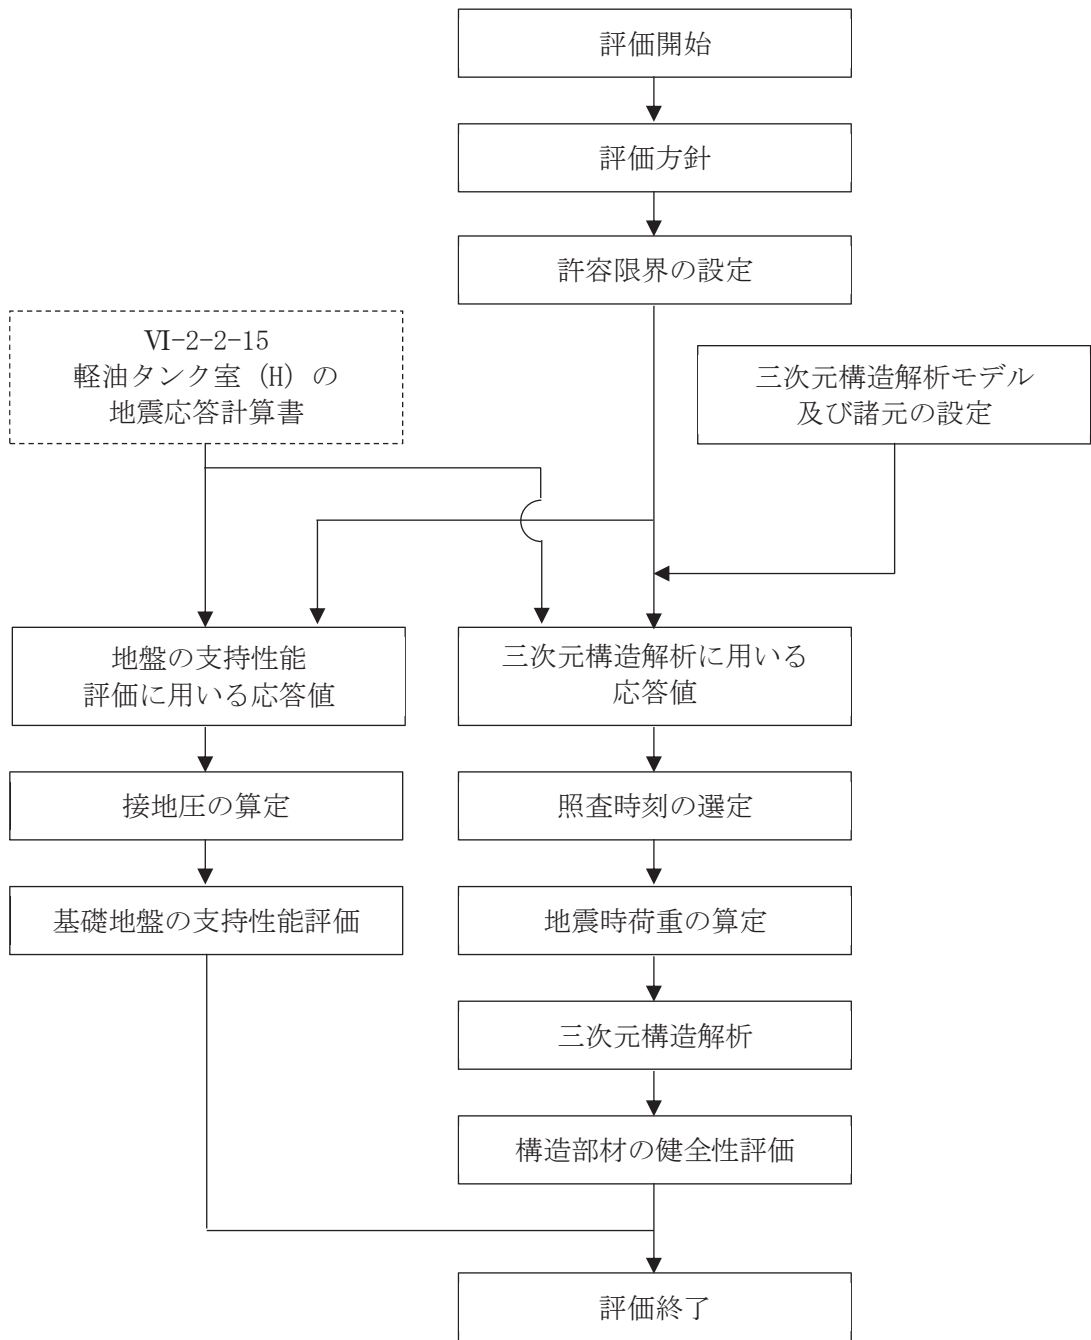 評価開始
評価方針
許容限界の設定
Ⅵ-2-2-15
軽油タンク室（H）の
地震応答計算書
三次元構造解析モデル
及び諸元の設定
地盤の支持性能
評価に用いる応答値
三次元構造解析に用いる
応答値
接地圧の算定
照査時刻の選定
基礎地盤の支持性能評価
地震時荷重の算定
三次元構造解析
構造部材の健全性評価
評価終了